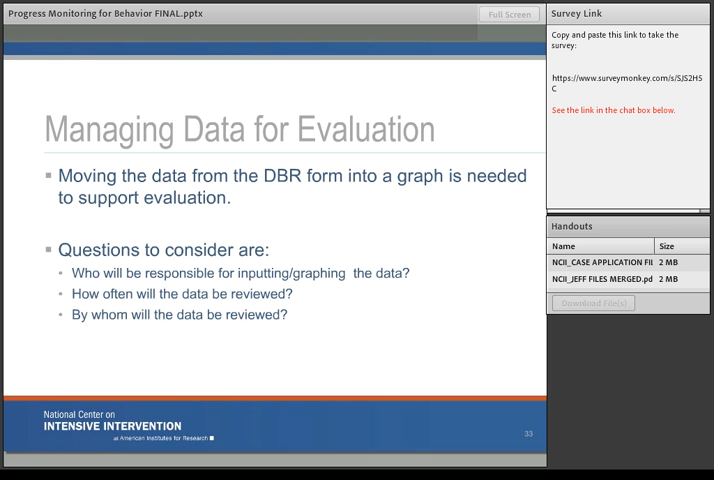 Progress Monitoring for Behavior FINAL.pptx
Full Screen
Managing Data for Evaluation
Moving the data from the DBR form into a graph is needed
to support evaluation.
Questions to consider are:
Who will be responsible for inputting/graphing the data?
How often will the data be reviewed?
By whom will the data be reviewed?
National Center on
INTENSIVE INTERVENTION
at American Institutes for Research
33
Survey Link
Copy and paste this link to take the
survey:
https://www.surveymonkey.com/s/SJS2HS
C
See the link in the chat box below.
Handouts
Name Size
NCII_CASE APPLICATION FII 2 MB
NCII_JEFF FILES MERGED.pd 2 MB
Download File(s)